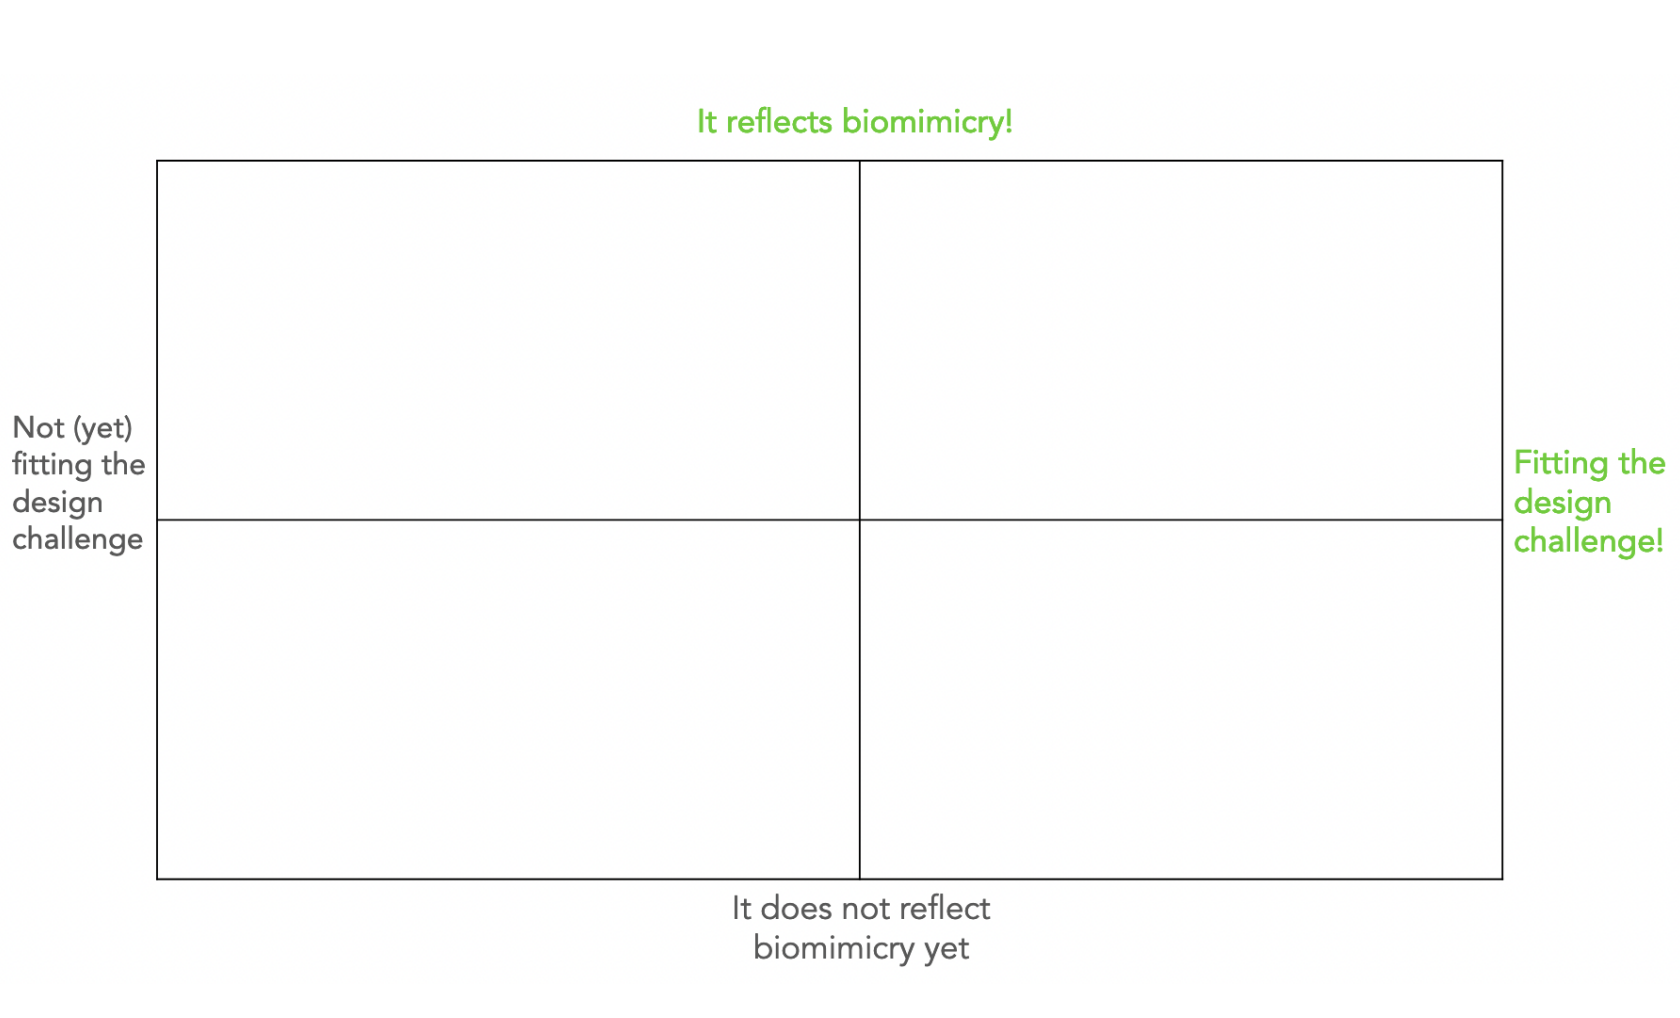 It reflects biomimicry!
Not (yet)
fitting the
design
challenge
Fitting the
design
challenge!
It does not reflect
biomimicry yet